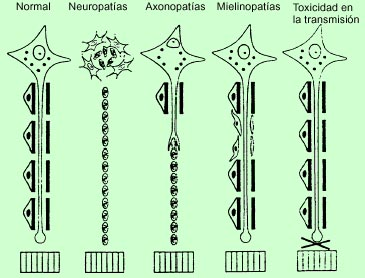 Normal
Neuropatías
Axonopatías
Mielinopatías
Toxicidad en
la transmisión